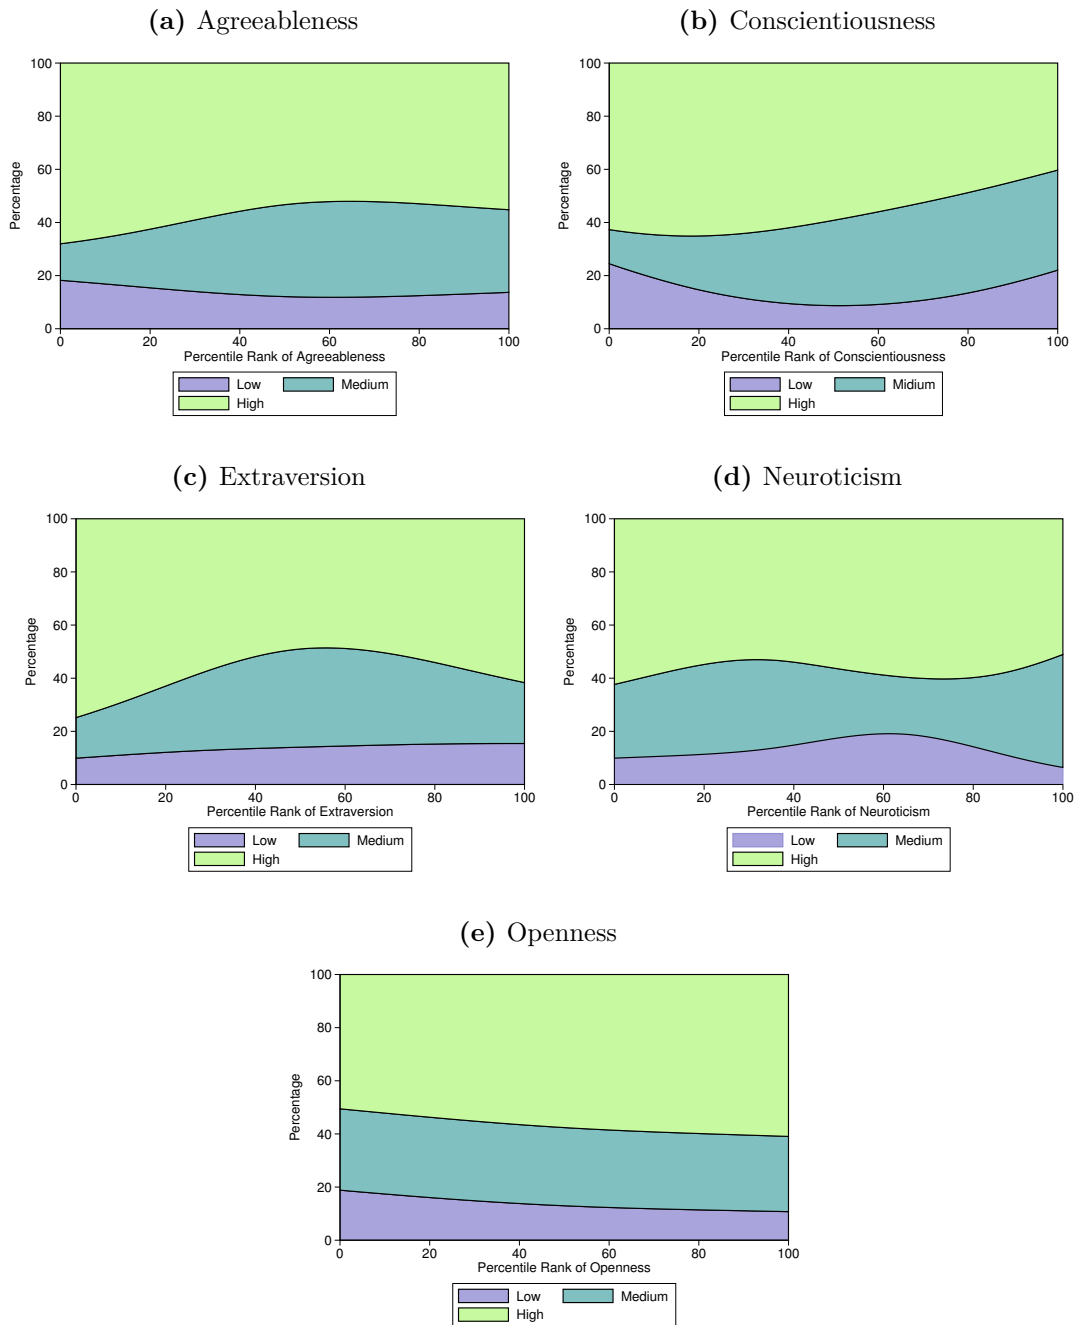 (a) Agreeableness
100
80
60
40
20
0
Percentage
0 20 40 60 80 100
Percentile Rank of Agreeableness
Low Medium
High
(b) Conscientiousness
100
80
60
40
20
0
Percentage
0 20 40 60 80 100
Percentile Rank of Conscientiousness
Low Midium
High
(c) Extraversion
100
80
60
40
20
0
Percentage
0 20 40 60 80 100
Percentile Rank of Extraversion
Low Medium
High
(d) Neuroticism
100
80
60
40
20
0
Percentage
0 20 40 60 80 100
Percentile Rank of Neuroticism
Low Medium
High
(e) Openness
100
80
60
40
20
0
Percentage
0 20 40 60 80 100
Percentile Rank of Openness
Low Medium
High